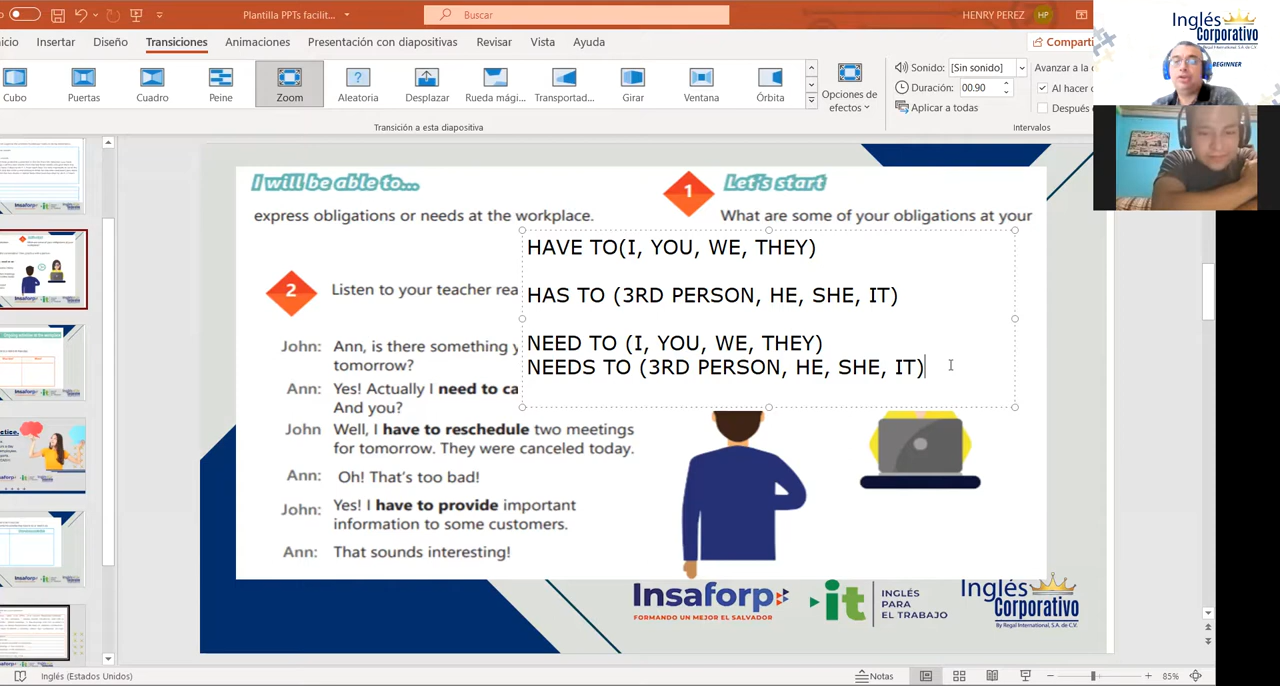 Plantilla PPTs facilit...
Buscar
HENRY PEREZ
HP
icio
Insertar
Diseño
Transiciones
Animaciones
Presentación con diapositivas
Revisar
Vista
Ayuda
Comparti
Cubo
Puertas
Cuadro
Peine
Zoom
Aleatoria
Desplazar
Rueda mági...
Transportad...
Girar
Ventana
Órbita
Opciones de
efectos
Sonido: [Sin sonido]
Duración: 00.90
Aplicar a todas
Avanzar a la
Al hacer
Después
Transición a esta diapositiva
Intervalos
Inglés
Corporativo
By Regal International, S.A. de C.V.
BEGINNER
I will be able to...
express obligations or needs at the workplace.
1
Let's start
What are some of your obligations at your
HAVE TO(I, YOU, WE, THEY)
HAS TO (3RD PERSON, HE, SHE, IT)
NEED TO (I, YOU, WE, THEY)
NEEDS TO (3RD PERSON, HE, SHE, IT)
2
Listen to your teacher rea
John: Ann, is there something y
tomorrow?
Ann: Yes! Actually I need to ca
And you?
John Well, I have to reschedule two meetings
for tomorrow. They were canceled today.
Ann: Oh! That's too bad!
John: Yes! I have to provide important
information to some customers.
Ann: That sounds interesting!
Insaforp
FORMANDO UN MEJOR EL SALVADOR
it
INGLÉS
PARA
EL TRABAJO
Inglés
Corporativo
By Regal International, S.A. de C.V.
Inglés (Estados Unidos)
Notas
85%